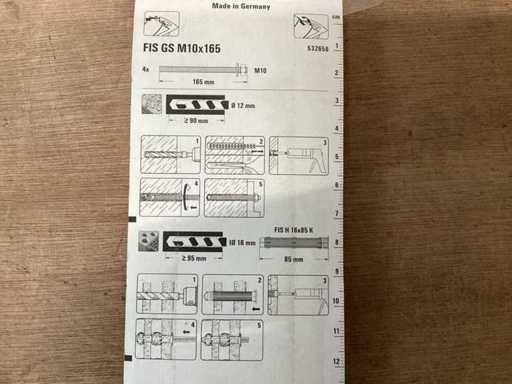 Made in Germany
cm
FIS GS M10x165
532656
4x
M10
165 mm
Ø 12 mm
≥ 90 mm
1
2
3
4
5
FIS H 16x85 K
Ø 16 mm
≥ 95 mm
85 mm
1
2
3
4
5
1
2
3
4
5
6
7
8
9
10
11
12